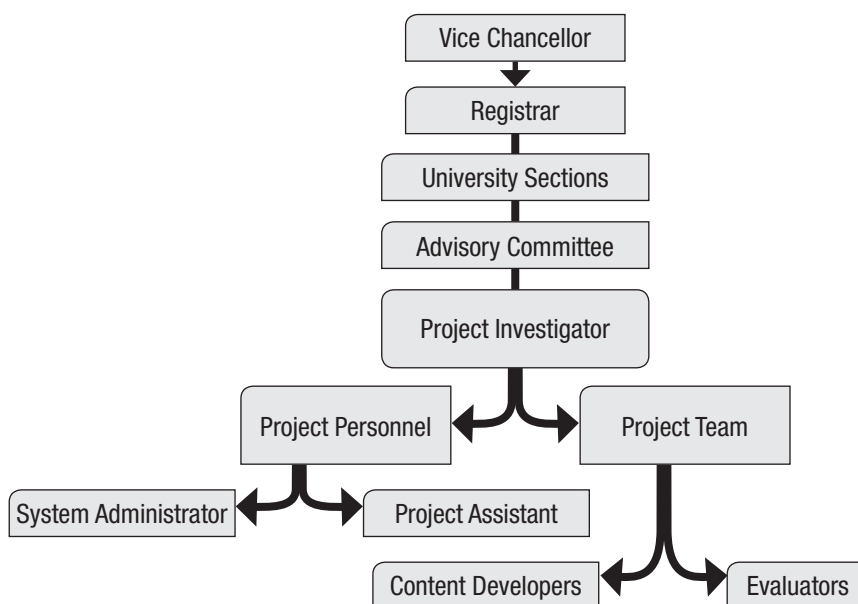 Vice Chancellor
Registrar
University Sections
Advisory Committee
Project Investigator
Project Personnel
Project Team
System Administrator
Project Assistant
Content Developers
Evaluators